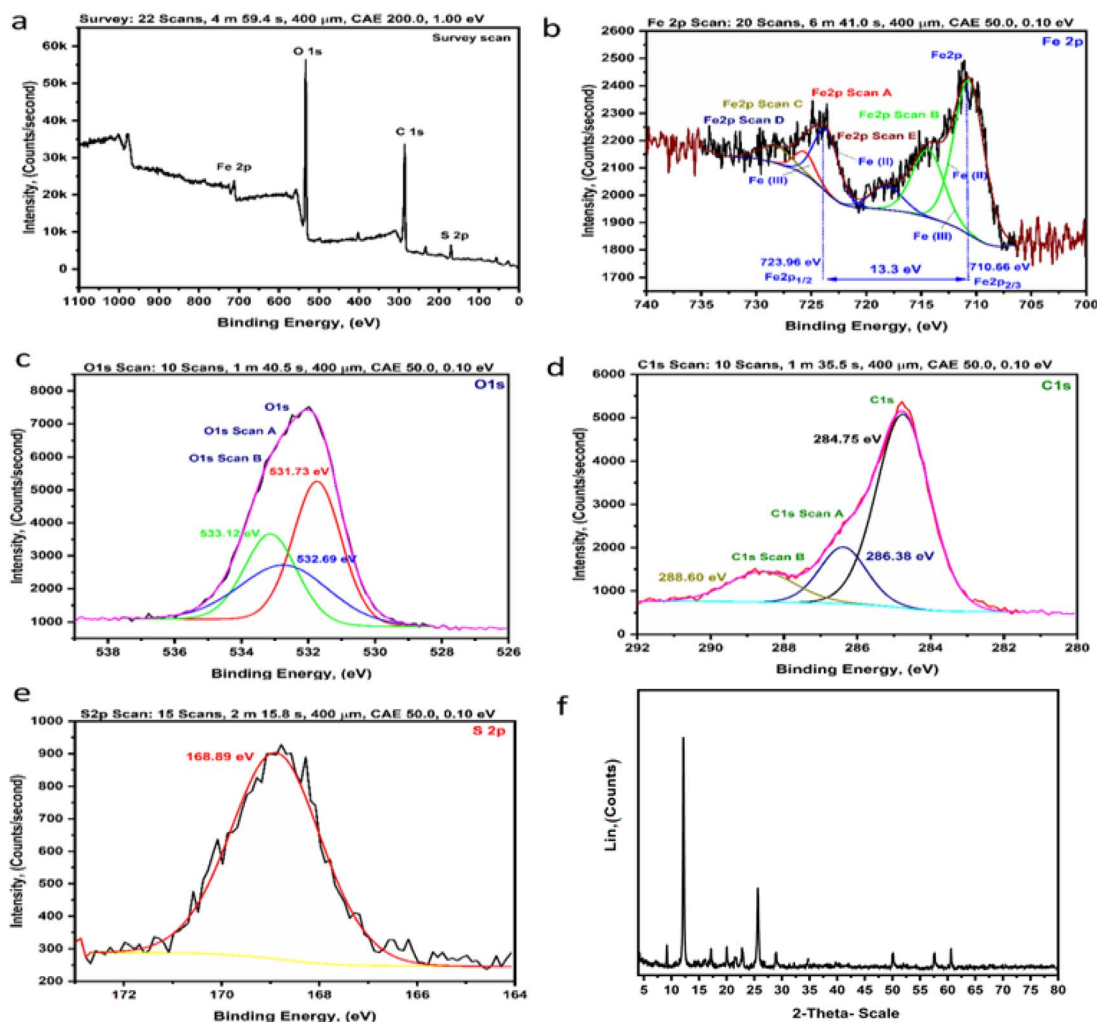 a
Survey: 22 Scans, 4 m 59.4 s, 400 µm, CAE 200.0, 1.00 eV
Survey scan
O 1s
C 1s
Fe 2p
S 2p
60k
50k
40k
30k
20k
10k
0
Intensity, (Counts/second)
1100 1000 900 800 700 600 500 400 300 200 100 0
Binding Energy, (eV)
b
Fe 2p Scan: 20 Scans, 6 m 41.0 s, 400 µm, CAE 50.0, 0.10 eV
Fe 2p
Fe2p
Fe2p Scan A
Fe2p Scan C
Fe2p Scan B
Fe2p Scan D
Fe2p Scan E
Fe (II)
Fe (III)
Fe (II)
Fe (III)
723.96 eV
Fe2p1/2
13.3 eV
710.66 eV
Fe2p2/3
2600
2500
2400
2300
2200
2100
2000
1900
1800
1700
Intensity, (Counts/second)
740 735 730 725 720 715 710 705 700
Binding Energy, (eV)
c
O1s Scan: 10 Scans, 1 m 40.5 s, 400 µm, CAE 50.0, 0.10 eV
O1s
O1s
O1s Scan A
O1s Scan B
531.73 eV
533.12 eV
532.69 eV
8000
7000
6000
5000
4000
3000
2000
1000
Intensity, (Counts/second)
538 536 534 532 530 528 526
Binding Energy, (eV)
d
C1s Scan: 10 Scans, 1 m 35.5 s, 400 µm, CAE 50.0, 0.10 eV
C1s
C1s
284.75 eV
C1s Scan A
C1s Scan B
286.38 eV
288.60 eV
6000
5000
4000
3000
2000
1000
0
Intensity, (Counts/second)
292 290 288 286 284 282 280
Binding Energy, (eV)
e
S2p Scan: 15 Scans, 2 m 15.8 s, 400 µm, CAE 50.0, 0.10 eV
S 2p
168.89 eV
1000
900
800
700
600
500
400
300
200
Intensity, (Counts/second)
172 170 168 166 164
Binding Energy, (eV)
f
Lin,(Counts)
5 10 15 20 25 30 35 40 45 50 55 60 65 70 75 80
2-Theta- Scale